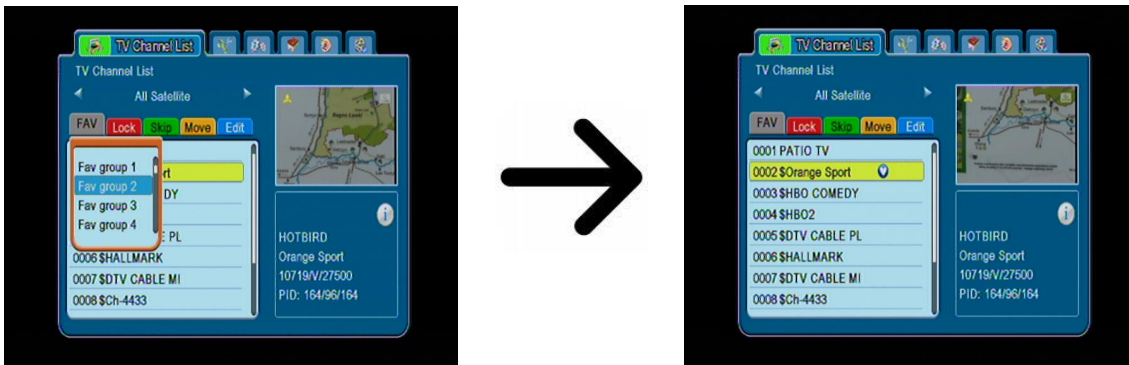 TV Channel List
TV Channel List
All Satellite
FAV Lock Skip Move Edit
Fav group 1
Fav group 2
Fav group 3
Fav group 4
rt
DY
E PL
0006 $HALLMARK
0007 $DTV CABLE MI
0008 $Ch-4433
HOTBIRD
Orange Sport
10719/V/27500
PID: 164/96/164
TV Channel List
TV Channel List
All Satellite
FAV Lock Skip Move Edit
0001 PATIO TV
0002 $Orange Sport
0003 $HBO COMEDY
0004 $HBO2
0005 $DTV CABLE PL
0006 $HALLMARK
0007 $DTV CABLE MI
0008 $Ch-4433
HOTBIRD
Orange Sport
10719/V/27500
PID: 164/96/164